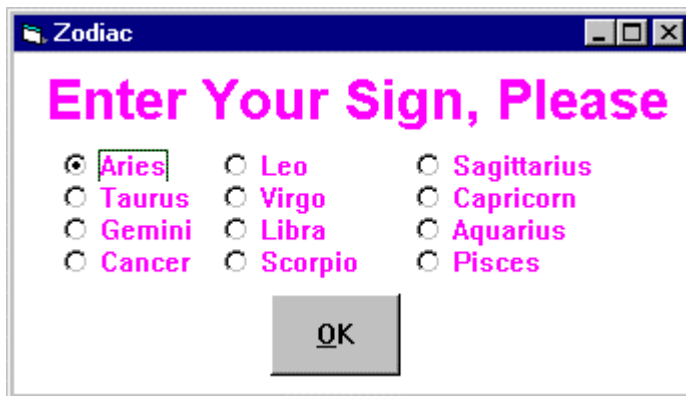 Zodiac
Enter Your Sign, Please
Aries Leo Sagittarius
Taurus Virgo Capricorn
Gemini Libra Aquarius
Cancer Scorpio Pisces
OK